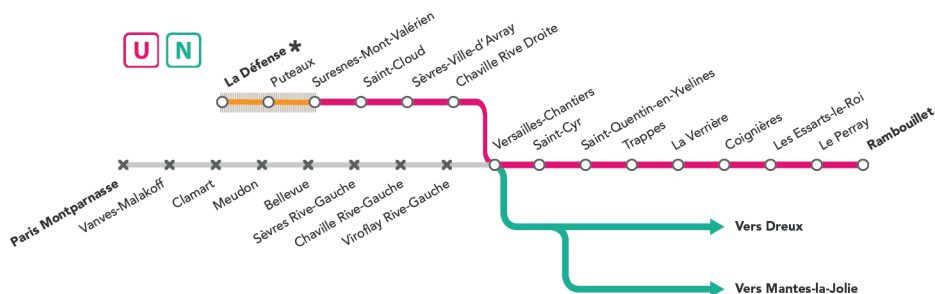 U N
La Défense *
Puteaux
Suresnes-Mont-Valérien
Saint-Cloud
Sèvres-Ville-d'Avray
Chaville Rive Droite
Versailles-Chantiers
Saint-Cyr
Saint-Quentin-en-Yvelines
Trappes
La Verrière
Coignières
Les Essarts-le-Roi
Le Perray
Rambouillet
Paris Montparnasse
Vanves-Malakoff
Clamart
Meudon
Bellevue
Sèvres Rive-Gauche
Chaville Rive-Gauche
Viroflay Rive-Gauche
Vers Dreux
Vers Mantes-la-Jolie